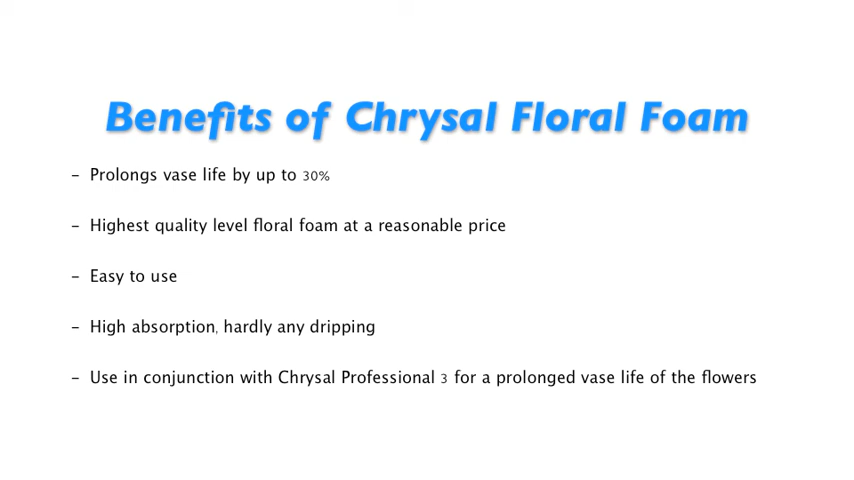 Benefits of Chrysal Floral Foam
– Prolongs vase life by up to 30%
– Highest quality level floral foam at a reasonable price
– Easy to use
– High absorption, hardly any dripping
– Use in conjunction with Chrysal Professional 3 for a prolonged vase life of the flowers